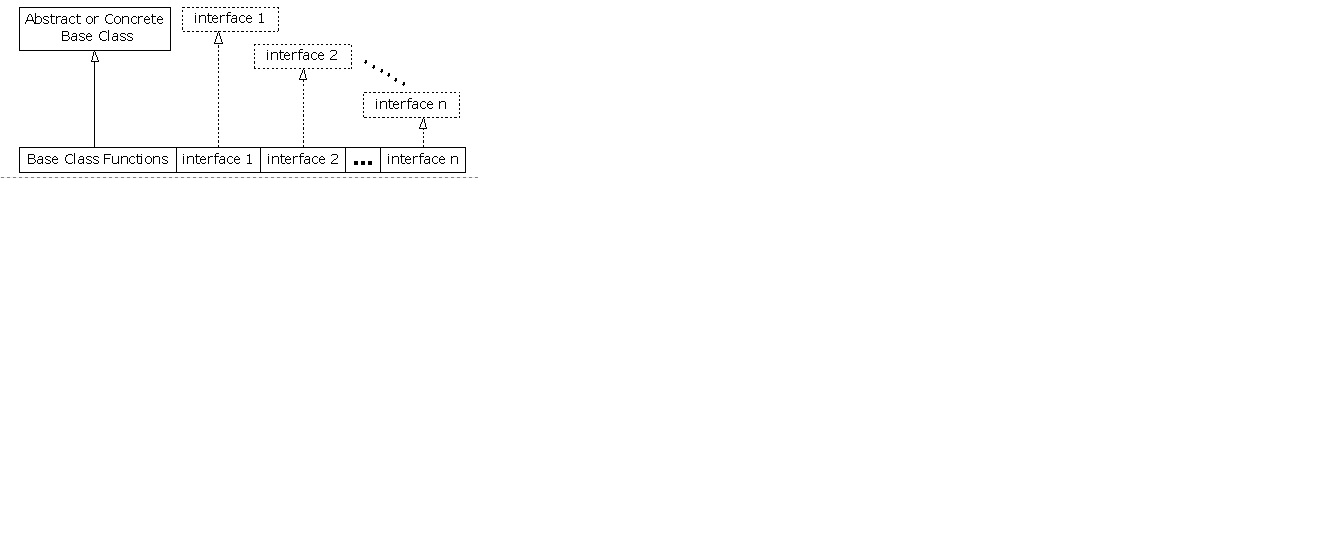 Abstract or Concrete
Base Class
interface 1
interface 2
interface n
Base Class Functions
interface 1
interface 2
...
interface n